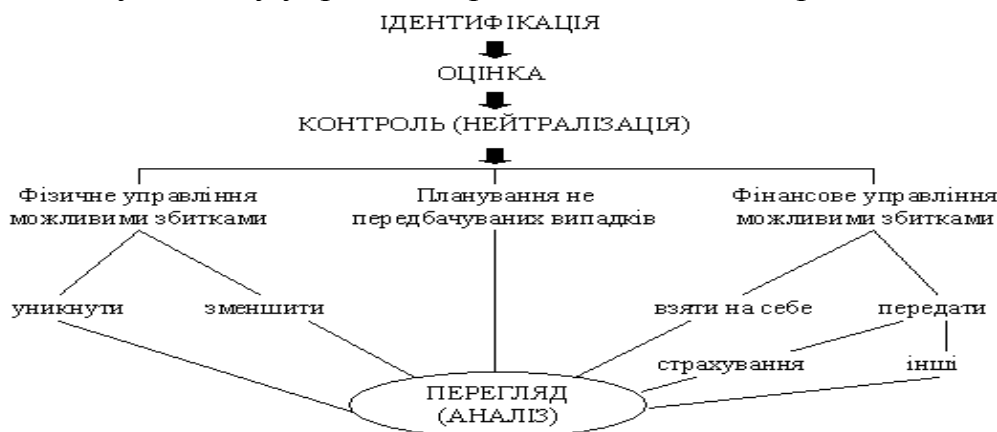 ІДЕНТИФІКАЦІЯ
ОЦІНКА
КОНТРОЛЬ (НЕЙТРАЛІЗАЦІЯ)
Фізичне управління
можливими збитками
Планування не
передбачуваних випадків
Фінансове управління
можливими збитками
уникнути
зменшити
взяти на себе
передати
страхування
інші
ПЕРЕГЛЯД
(АНАЛІЗ)